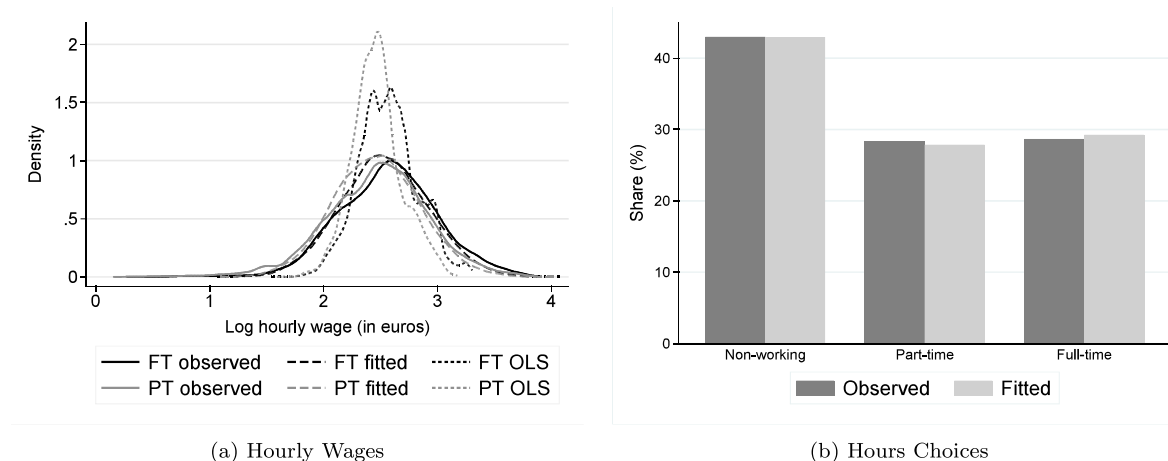 2
1.5
1
.5
0
Density
0 1 2 3 4
Log hourly wage (in euros)
FT observed FT fitted FT OLS
PT observed PT fitted PT OLS
(a) Hourly Wages
40
30
20
10
0
Share (%)
Non-working Part-time Full-time
Observed Fitted
(b) Hours Choices